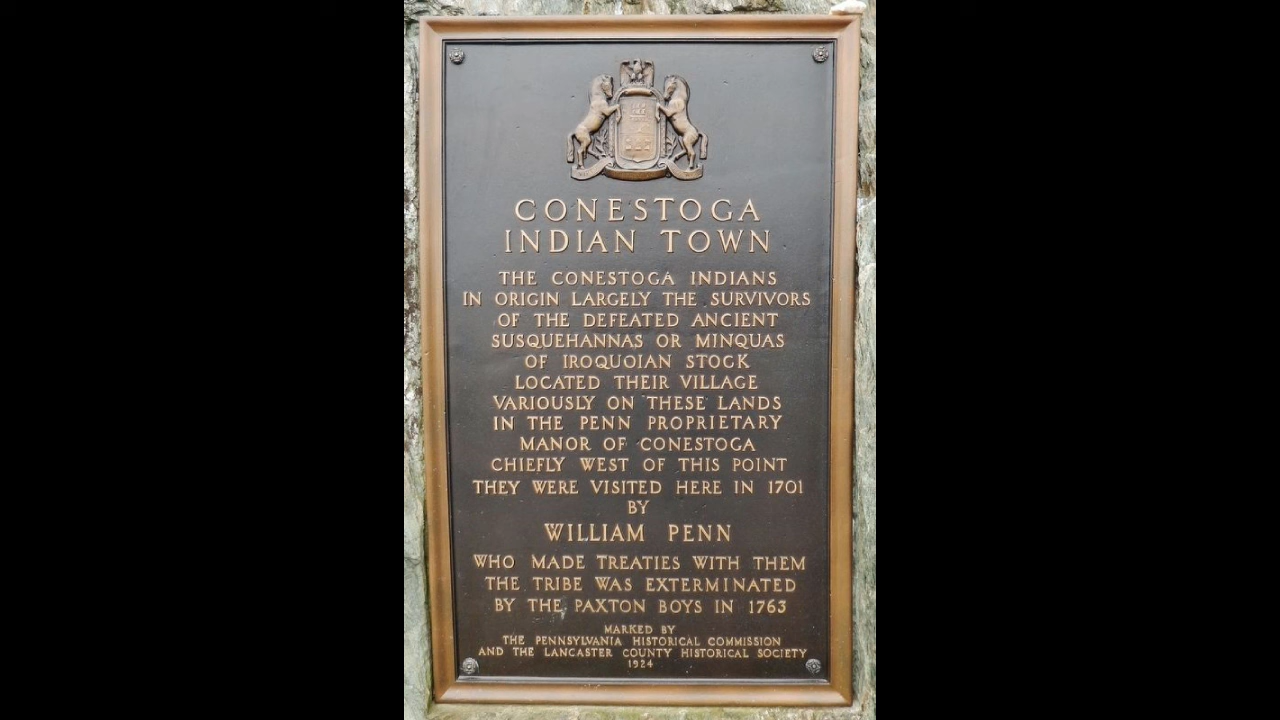 CONESTOGA
INDIAN TOWN
THE CONESTOGA INDIANS
IN ORIGIN LARGELY THE SURVIVORS
OF THE DEFEATED ANCIENT
SUSQUEHANNAS OR MINQUAS
OF IROQUOIAN STOCK
LOCATED THEIR VILLAGE
VARIOUSLY ON THESE LANDS
IN THE PENN PROPRIETARY
MANOR OF CONESTOGA
CHIEFLY WEST OF THIS POINT
THEY WERE VISITED HERE IN 1701
BY
WILLIAM PENN
WHO MADE TREATIES WITH THEM
THE TRIBE WAS EXTERMINATED
BY THE PAXTON BOYS IN 1763
MARKED BY
THE PENNSYLVANIA HISTORICAL COMMISSION
AND THE LANCASTER COUNTY HISTORICAL SOCIETY
1924